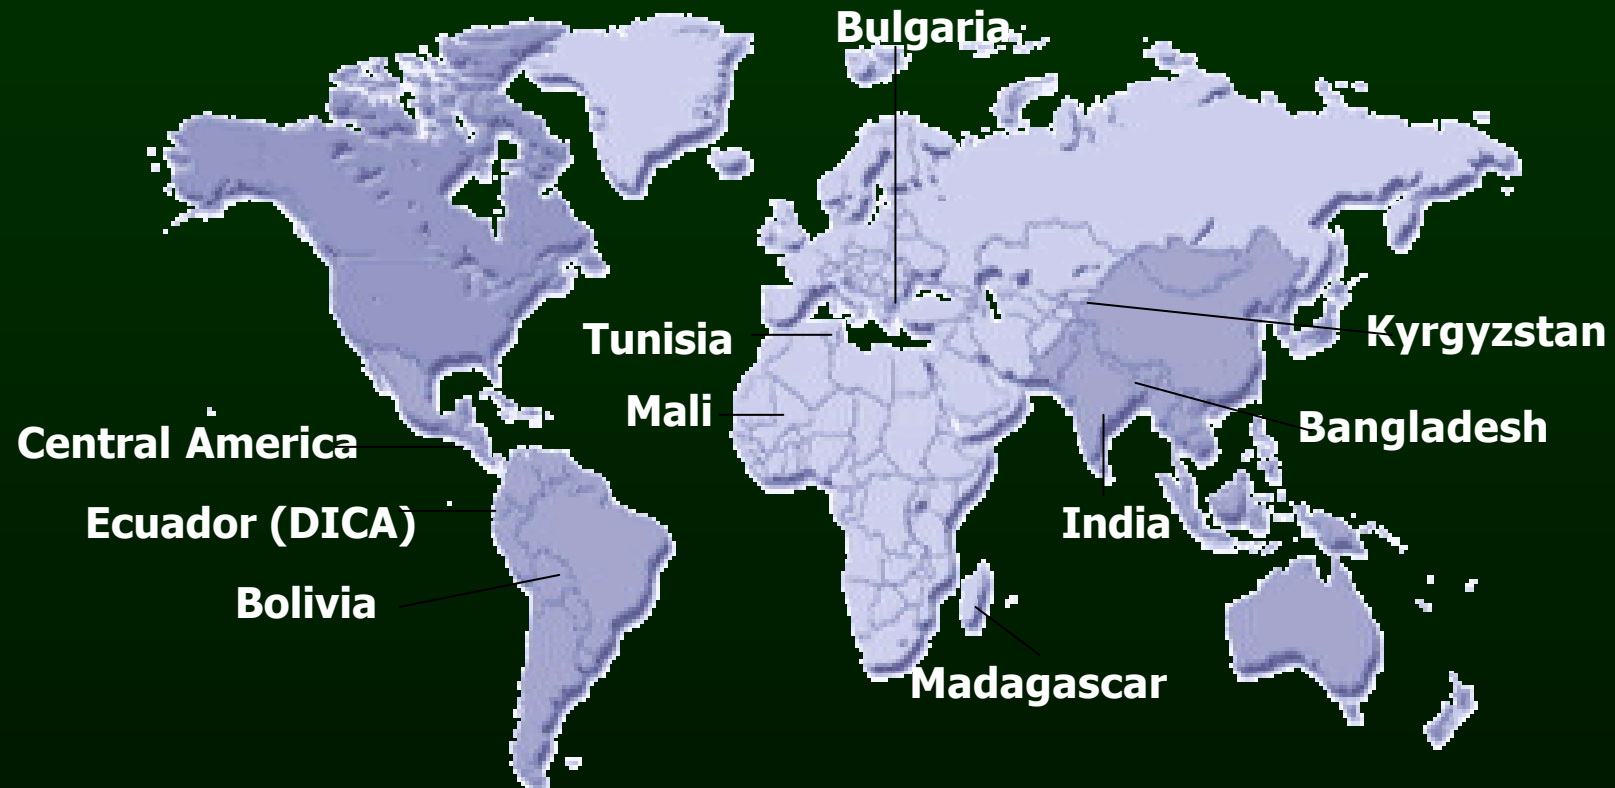 Bulgaria
Tunisia
Kyrgyzstan
Mali
Bangladesh
Central America
Ecuador (DICA)
India
Bolivia
Madagascar